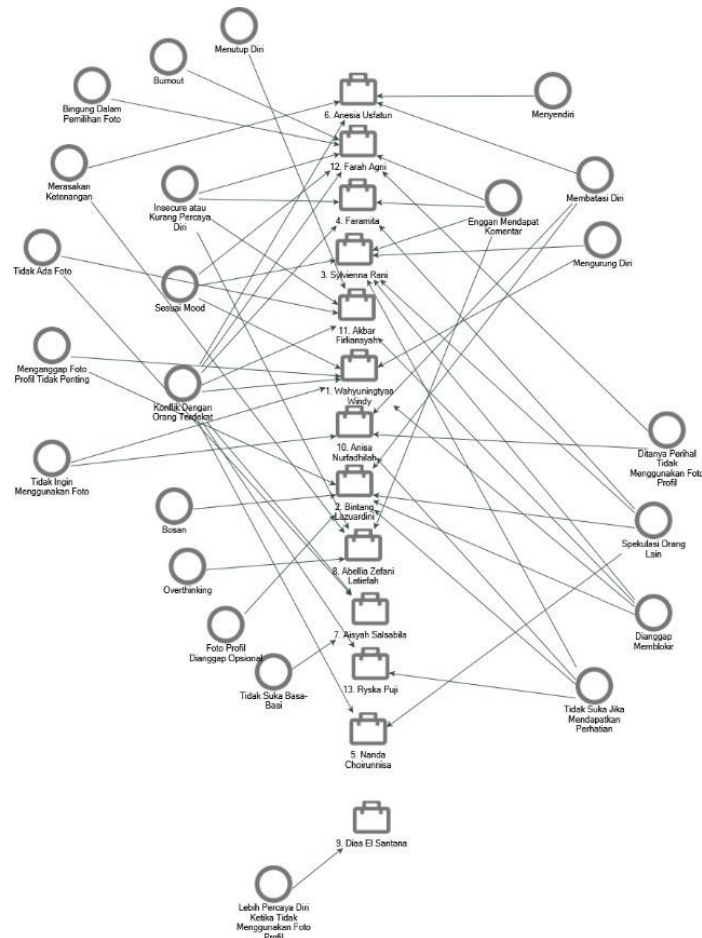 Menutup Diri
Burnout
Bingung Dalam
Pemilihan Foto
6. Anesia Usfatun
Menyendiri
12. Farah Agni
Merasakan
Ketenangan
Insecure atau
Kurang Percaya
Diri
4. Faramita
Enggan Mendapat
Komentar
Membatasi Diri
Tidak Ada Foto
3. Sylvienna Rani
Mengurung Diri
Sesuai Mood
11. Akbar
Firliansyah
Menganggap Foto
Profil Tidak Penting
Konflik Dengan
Orang Terdekat
1. Wahyuningtyas
Windy
10. Anisa
Nurfadhilah
Ditanya Perihal
Tidak
Menggunakan Foto
Profil
Tidak Ingin
Menggunakan Foto
Bosan
2. Bintang
Lazuardini
Spekulasi Orang
Lain
Overthinking
8. Abellia Zefani
Latiefah
Foto Profil
Dianggap Opsional
7. Aisyah Salsabila
Dianggap
Memblokir
Tidak Suka Basa-
Basi
13. Ryska Puji
Tidak Suka Jika
Mendapatkan
Perhatian
5. Nanda
Choirunnisa
9. Dias El Santana
Lebih Percaya Diri
Ketika Tidak
Menggunakan Foto
Profil